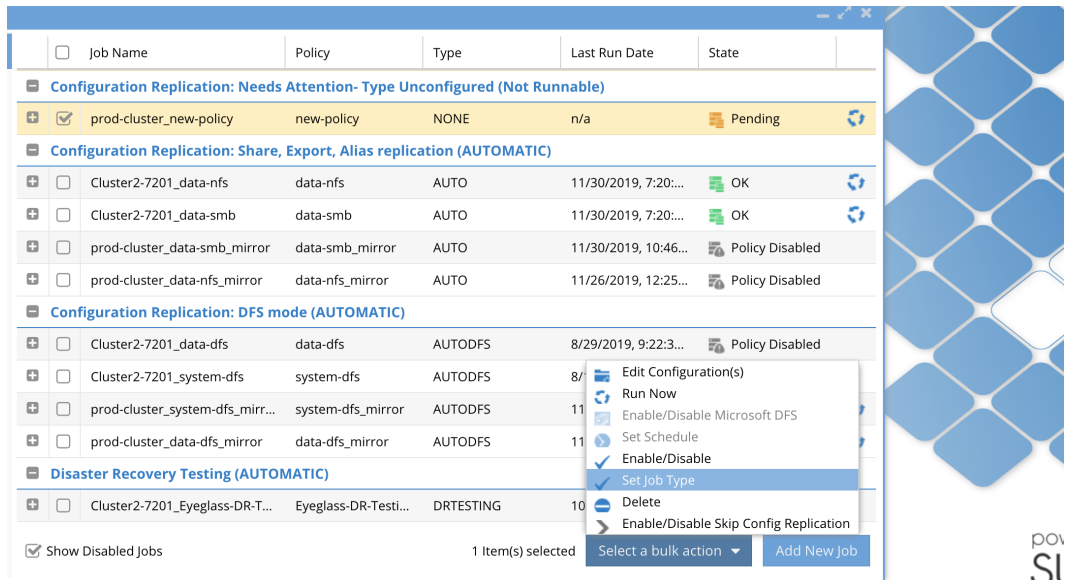 Job Name Policy Type Last Run Date State
Configuration Replication: Needs Attention- Type Unconfigured (Not Runnable)
prod-cluster_new-policy new-policy NONE n/a Pending
Configuration Replication: Share, Export, Alias replication (AUTOMATIC)
Cluster2-7201_data-nfs data-nfs AUTO 11/30/2019, 7:20:... OK
Cluster2-7201_data-smb data-smb AUTO 11/30/2019, 7:20:... OK
prod-cluster_data-smb_mirror data-smb_mirror AUTO 11/30/2019, 10:46... Policy Disabled
prod-cluster_data-nfs_mirror data-nfs_mirror AUTO 11/26/2019, 12:25... Policy Disabled
Configuration Replication: DFS mode (AUTOMATIC)
Cluster2-7201_data-dfs data-dfs AUTODFS 8/29/2019, 9:22:3... Policy Disabled
Cluster2-7201_system-dfs system-dfs AUTODFS 8/
prod-cluster_system-dfs_mirr... system-dfs_mirror AUTODFS 11
prod-cluster_data-dfs_mirror data-dfs_mirror AUTODFS 11
Disaster Recovery Testing (AUTOMATIC)
Cluster2-7201_Eyeglass-DR-T... Eyeglass-DR-Testi... DRTESTING 10
Edit Configuration(s)
Run Now
Enable/Disable Microsoft DFS
Set Schedule
Enable/Disable
Set Job Type
Delete
Enable/Disable Skip Config Replication
Show Disabled Jobs 1 Item(s) selected Select a bulk action Add New Job